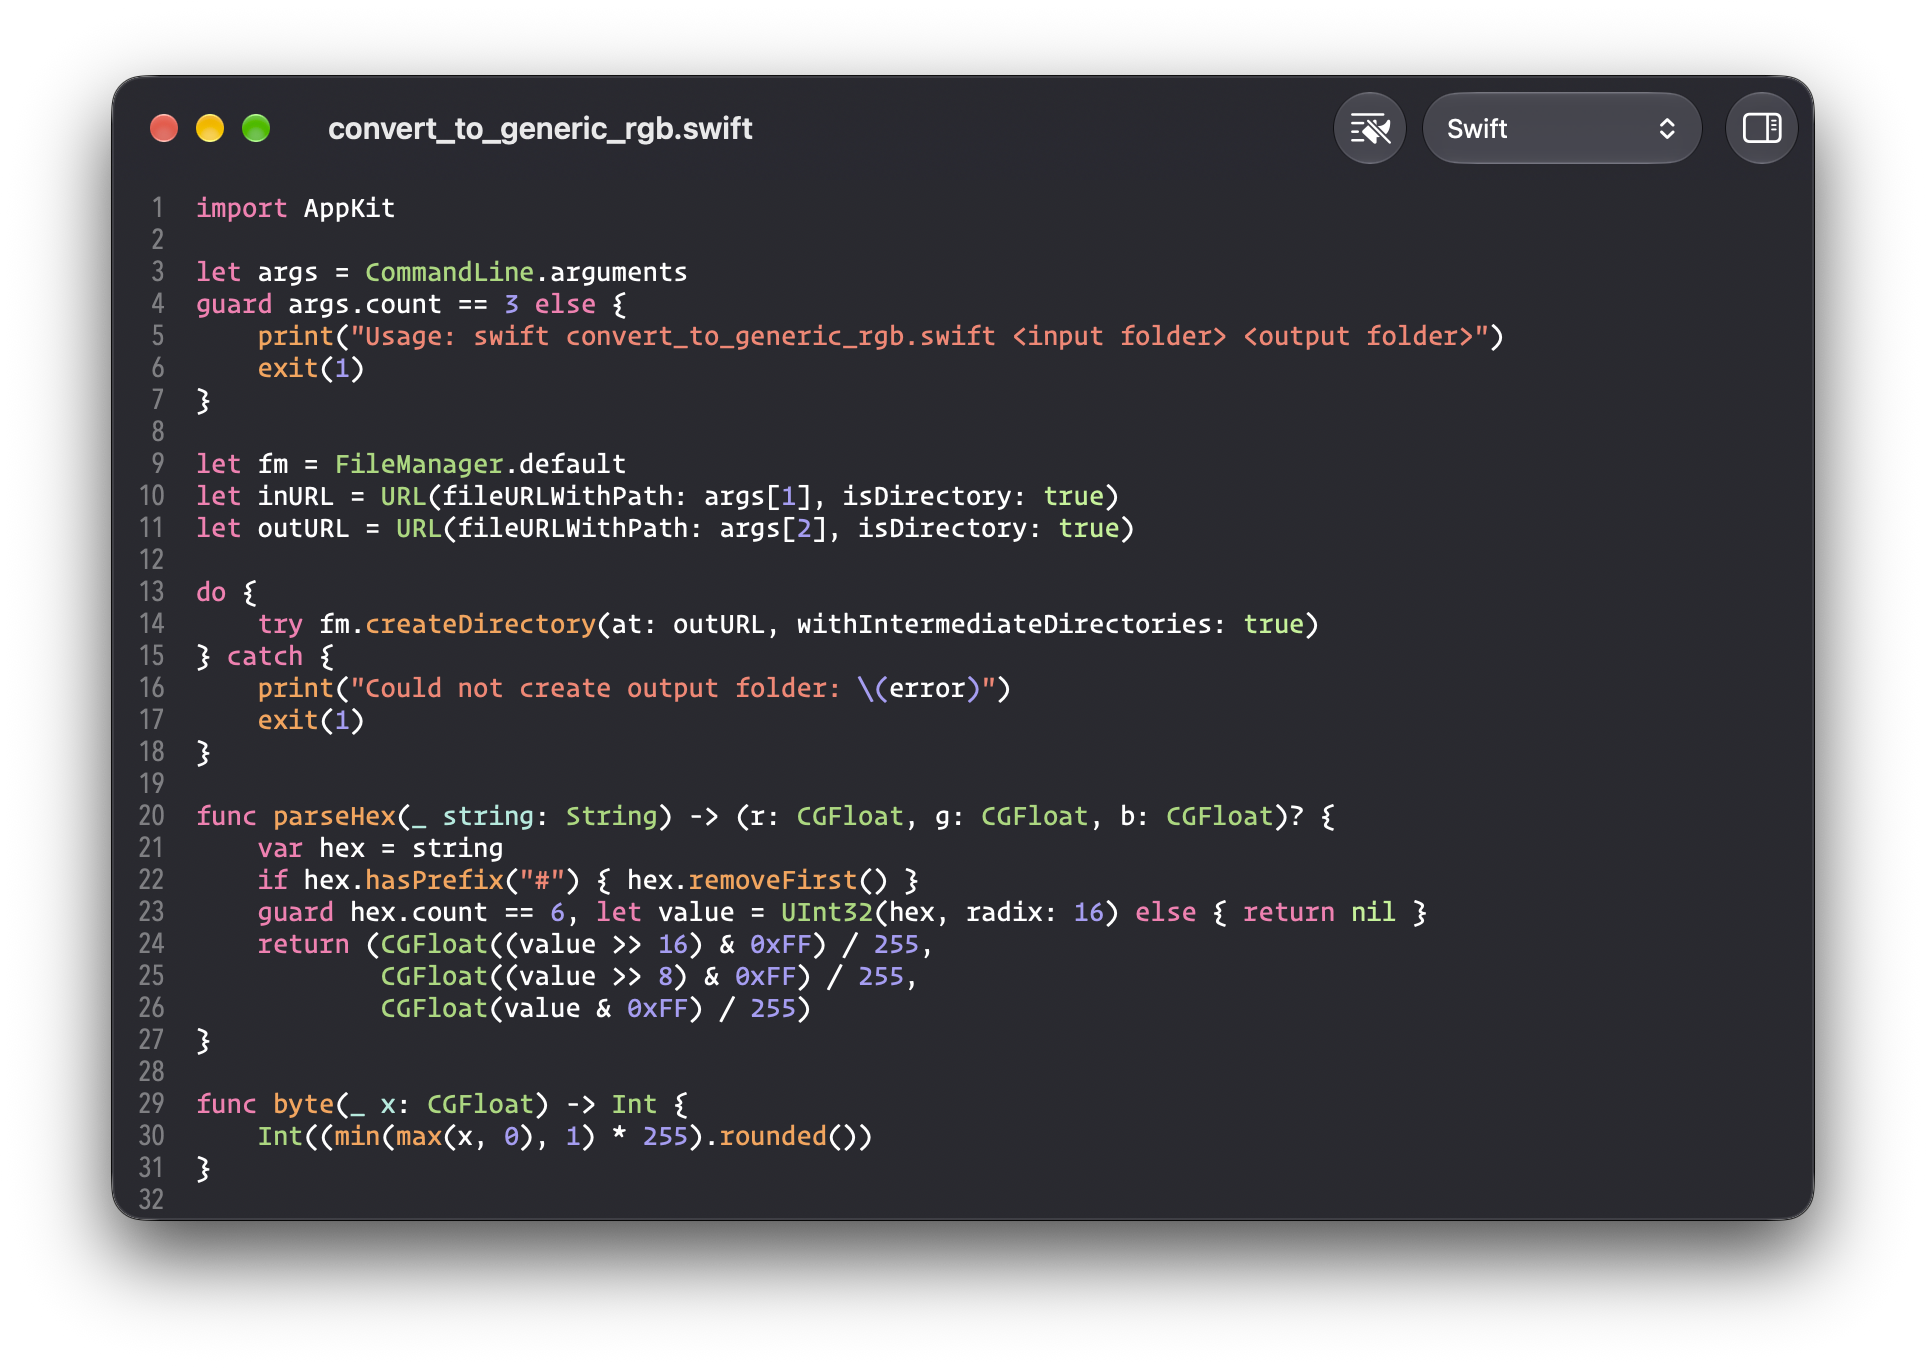 convert_to_generic_rgb.swift
Swift
1 import AppKit
2
3 let args = CommandLine.arguments
4 guard args.count == 3 else {
5     print("Usage: swift convert_to_generic_rgb.swift <input folder> <output folder>")
6     exit(1)
7 }
8
9 let fm = FileManager.default
10 let inURL = URL(fileURLWithPath: args[1], isDirectory: true)
11 let outURL = URL(fileURLWithPath: args[2], isDirectory: true)
12
13 do {
14     try fm.createDirectory(at: outURL, withIntermediateDirectories: true)
15 } catch {
16     print("Could not create output folder: \(error)")
17     exit(1)
18 }
19
20 func parseHex(_ string: String) -> (r: CGFloat, g: CGFloat, b: CGFloat)? {
21     var hex = string
22     if hex.hasPrefix("#") { hex.removeFirst() }
23     guard hex.count == 6, let value = UInt32(hex, radix: 16) else { return nil }
24     return (CGFloat((value >> 16) & 0xFF) / 255,
25             CGFloat((value >> 8) & 0xFF) / 255,
26             CGFloat(value & 0xFF) / 255)
27 }
28
29 func byte(_ x: CGFloat) -> Int {
30     Int((min(max(x, 0), 1) * 255).rounded())
31 }
32